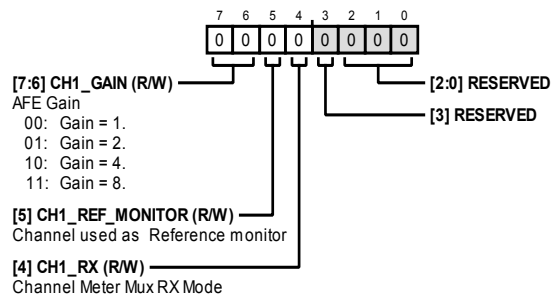 7 6 5 4 3 2 1 0
0 0 0 0 0 0 0 0
[7:6] CH1_GAIN (R/W)
AFE Gain
00: Gain = 1.
01: Gain = 2.
10: Gain = 4.
11: Gain = 8.
[5] CH1_REF_MONITOR (R/W)
Channel used as Reference monitor
[4] CH1_RX (R/W)
Channel Meter Mux RX Mode
[2:0] RESERVED
[3] RESERVED